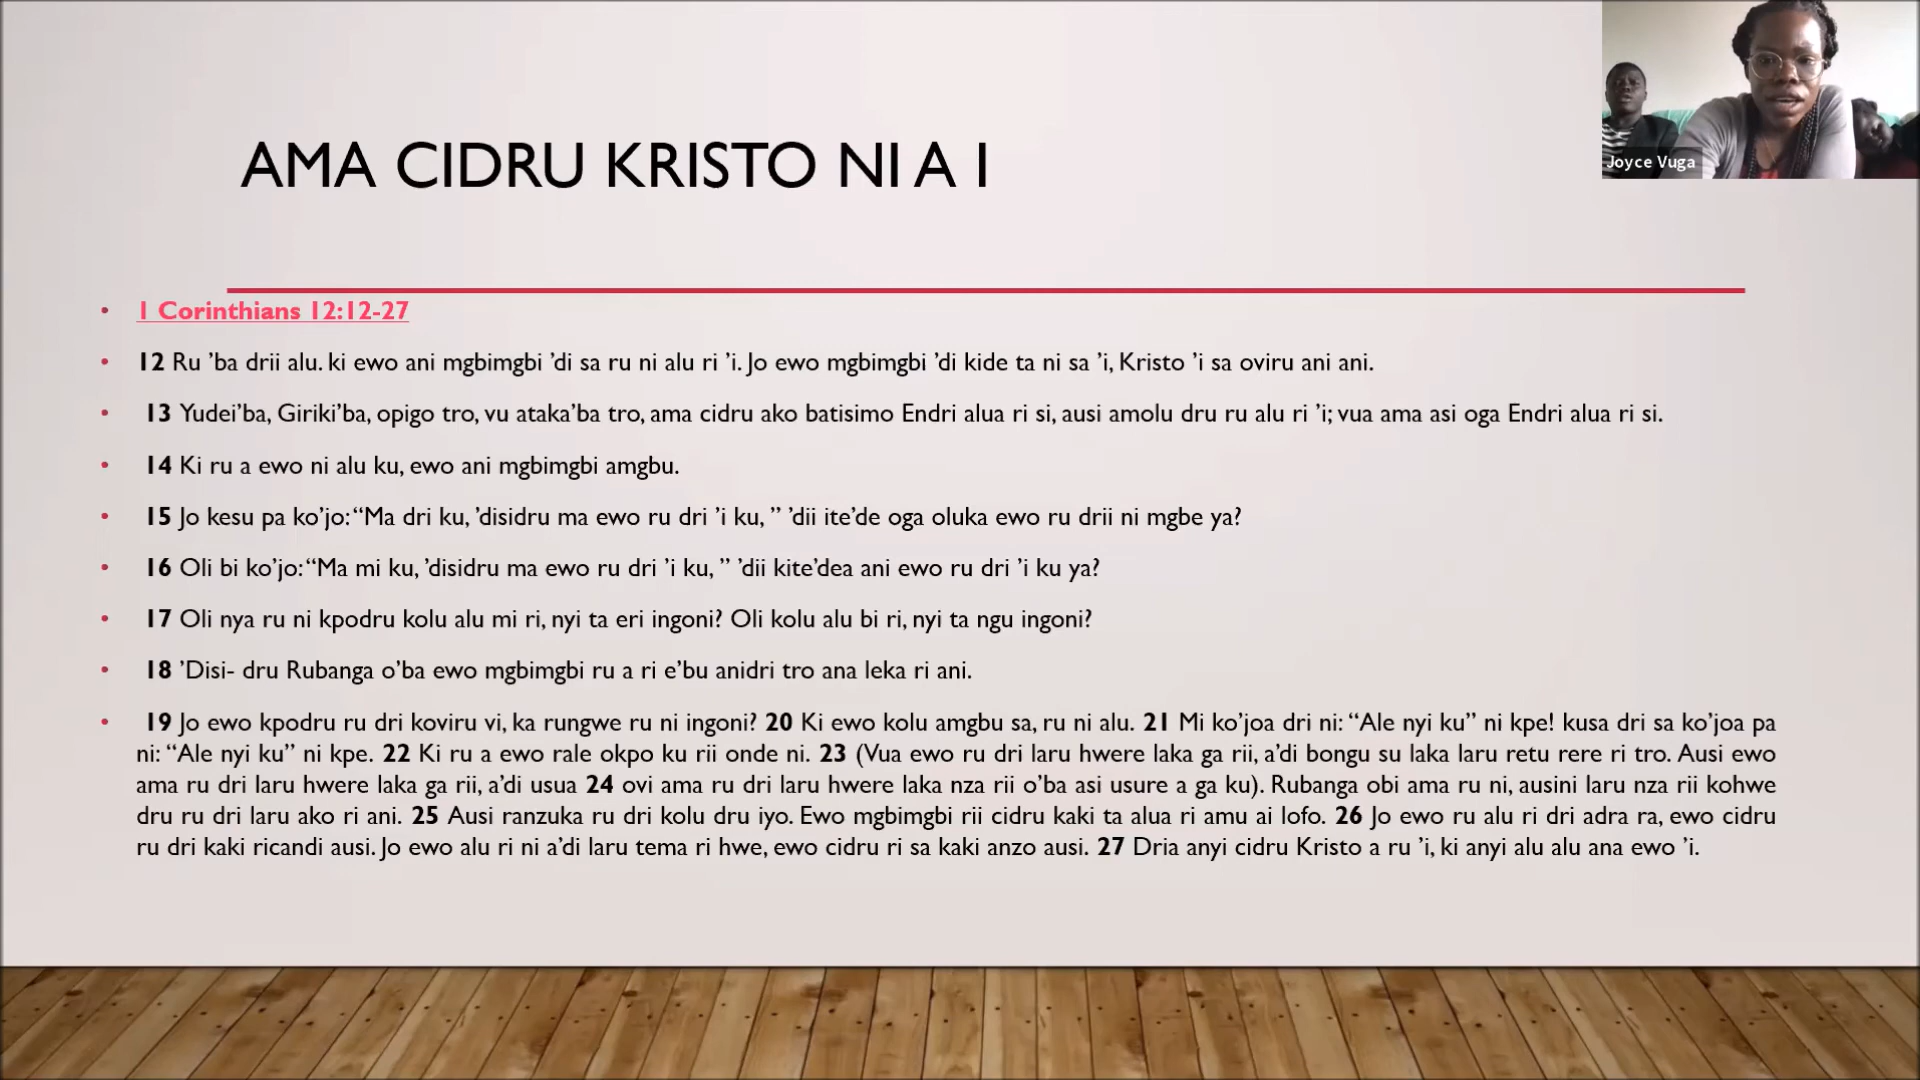 AMA CIDRU KRISTO NI A I
Joyce Vuga
1 Corinthians 12:12-27
12 Ru ’ba drii alu. ki ewo ani mgbimgbi ’di sa ru ni alu ri ’i. Jo ewo mgbimgbi ’di kide ta ni sa ’i, Kristo ’i sa oviru ani ani.
13 Yudei’ba, Giriki’ba, opigo tro, vu ataka’ba tro, ama cidru ako batisimo Endri alua ri si, ausi amolu dru ru alu ri ’i; vua ama asi oga Endri alua ri si.
14 Ki ru a ewo ni alu ku, ewo ani mgbimgbi amgbu.
15 Jo kesu pa ko’jo: “Ma dri ku, ’disidru ma ewo ru dri ’i ku, ” ’dii ite’de oga oluka ewo ru drii ni mgbe ya?
16 Oli bi ko’jo: “Ma mi ku, ’disidru ma ewo ru dri ’i ku, ” ’dii kite’dea ani ewo ru dri ’i ku ya?
17 Oli nya ru ni kpodru kolu alu mi ri, nyi ta eri ingoni? Oli kolu alu bi ri, nyi ta ngu ingoni?
18 ’Disi- dru Rubanga o’ba ewo mgbimgbi ru a ri e’bu anidri tro ana leka ri ani.
19 Jo ewo kpodru ru dri koviru vi, ka rungwe ru ni ingoni? 20 Ki ewo kolu amgbu sa, ru ni alu. 21 Mi ko’joa dri ni: “Ale nyi ku” ni kpe! kusa dri sa ko’joa pa
ni: “Ale nyi ku” ni kpe. 22 Ki ru a ewo rale okpo ku rii onde ni. 23 (Vua ewo ru dri laru hwere laka ga rii, a’di bongu su laka laru retu rere ri tro. Ausi ewo
ama ru dri laru hwere laka ga rii, a’di usua 24 ovi ama ru dri laru hwere laka nza rii o’ba asi usure a ga ku). Rubanga obi ama ru ni, ausini laru nza rii kohwe
dru ru dri laru ako ri ani. 25 Ausi ranzuka ru dri kolu dru iyo. Ewo mgbimgbi rii cidru kaki ta alua ri amu ai lofo. 26 Jo ewo ru alu ri dri adra ra, ewo cidru
ru dri kaki ricandi ausi. Jo ewo alu ri ni a’di laru tema ri hwe, ewo cidru ri sa kaki anzo ausi. 27 Dria anyi cidru Kristo a ru ’i, ki anyi alu alu ana ewo ’i.